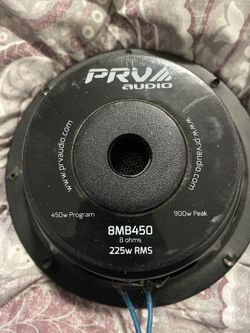 PRV
AUDIO
www.prvaudio.com
www.prvaudio.com
450w Program
900w Peak
8MB450
8 ohms
225w RMS